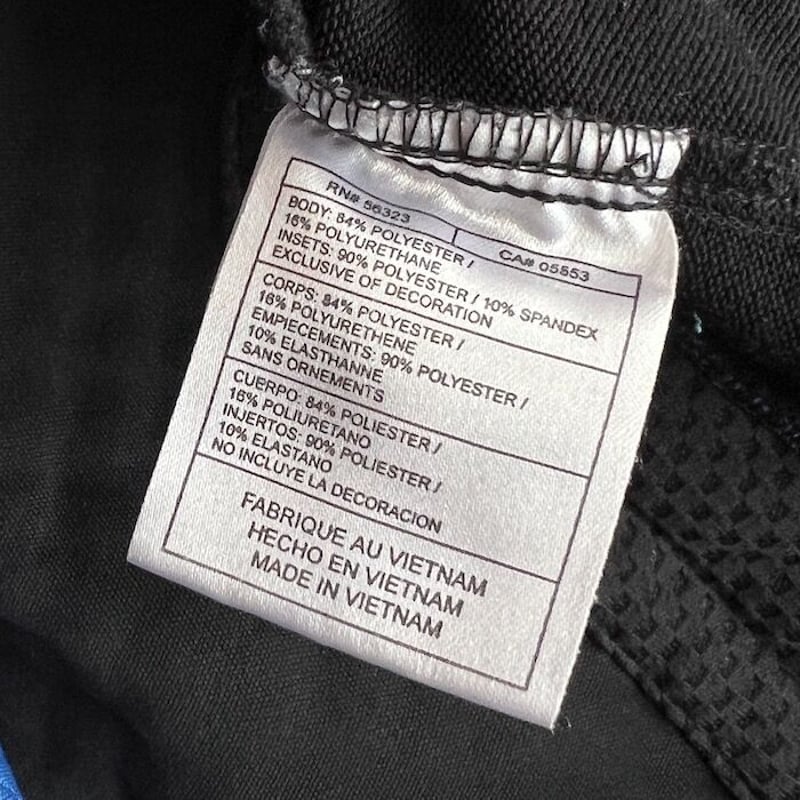 RN# 56323
CA# 05553
BODY: 84% POLYESTER /
16% POLYURETHANE
INSETS: 90% POLYESTER / 10% SPANDEX
EXCLUSIVE OF DECORATION
CORPS: 84% POLYESTER /
16% POLYURETHENE
EMPIECEMENTS: 90% POLYESTER /
10% ELASTHANNE
SANS ORNEMENTS
CUERPO: 84% POLIESTER /
16% POLIURETANO
INJERTOS: 90% POLIESTER /
10% ELASTANO
NO INCLUYE LA DECORACION
FABRIQUE AU VIETNAM
HECHO EN VIETNAM
MADE IN VIETNAM